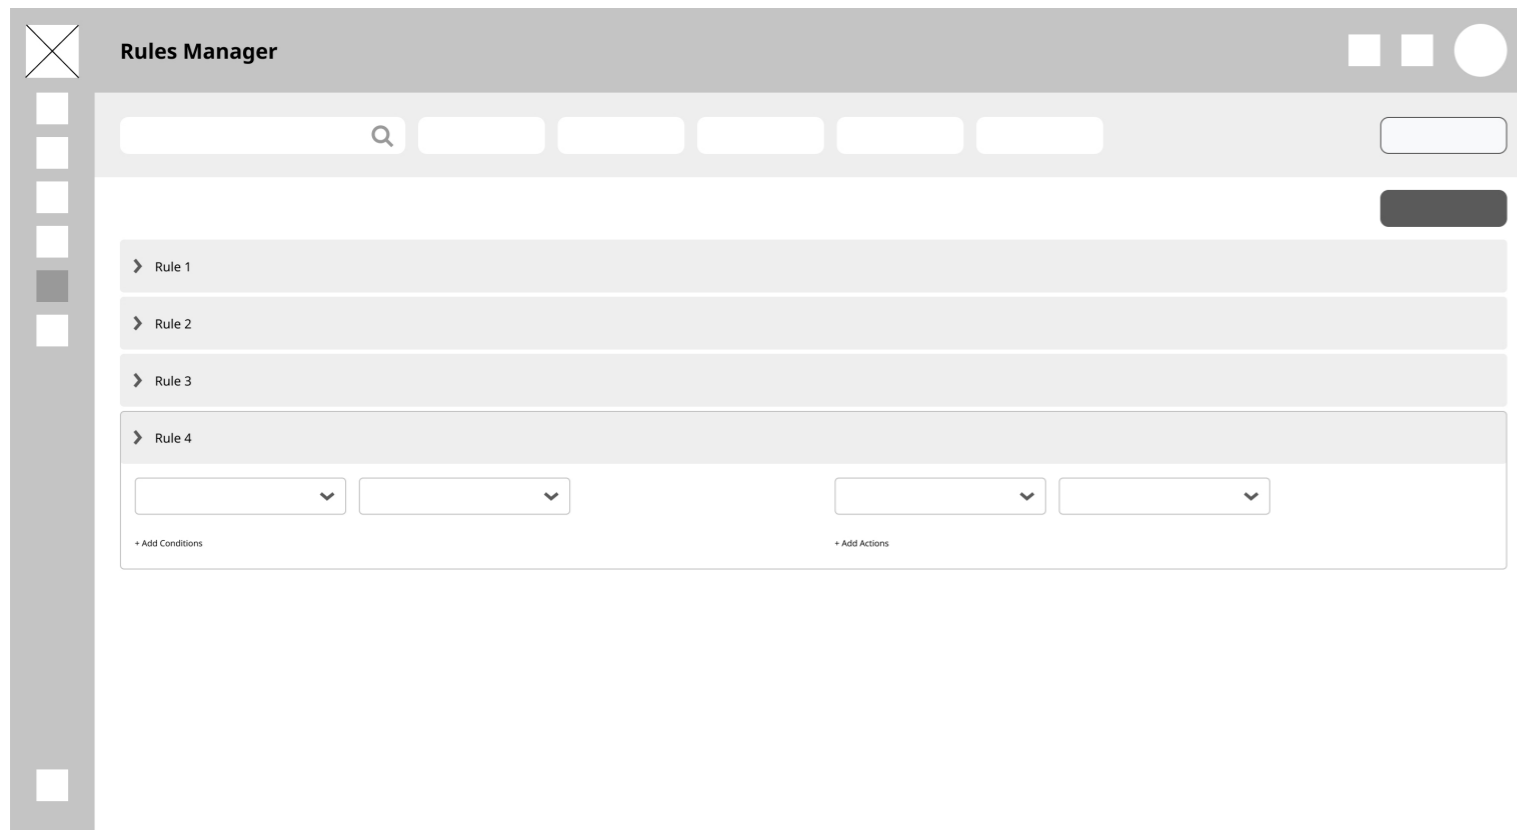 Rules Manager
Rule 1
Rule 2
Rule 3
Rule 4
+ Add Conditions
+ Add Actions